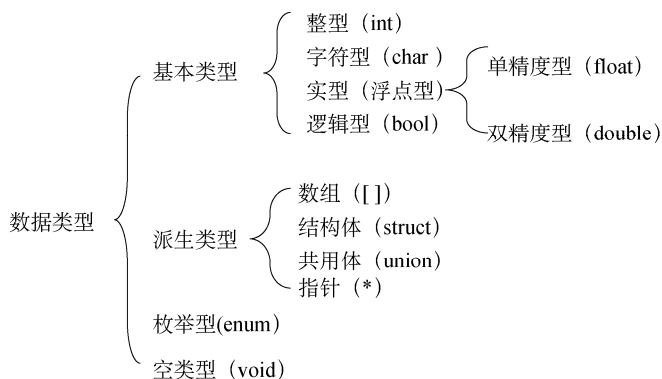 整型（int）
字符型（char ）
实型（浮点型）
逻辑型（bool）
单精度型（float）
双精度型（double）
基本类型
数据类型
派生类型
数组（[ ]）
结构体（struct）
共用体（union）
指针（*）
枚举型(enum）
空类型（void）